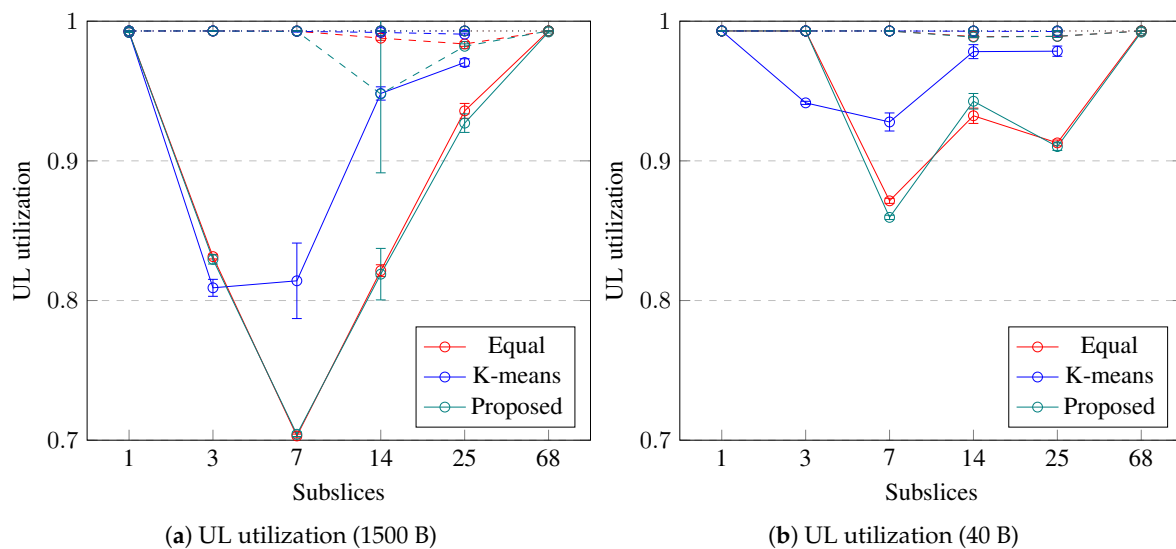 1
0.9
0.8
0.7
UL utilization
1 3 7 14 25 68
Subslices
Equal
K-means
Proposed
(a) UL utilization (1500 B)
1
0.9
0.8
0.7
UL utilization
1 3 7 14 25 68
Subslices
Equal
K-means
Proposed
(b) UL utilization (40 B)